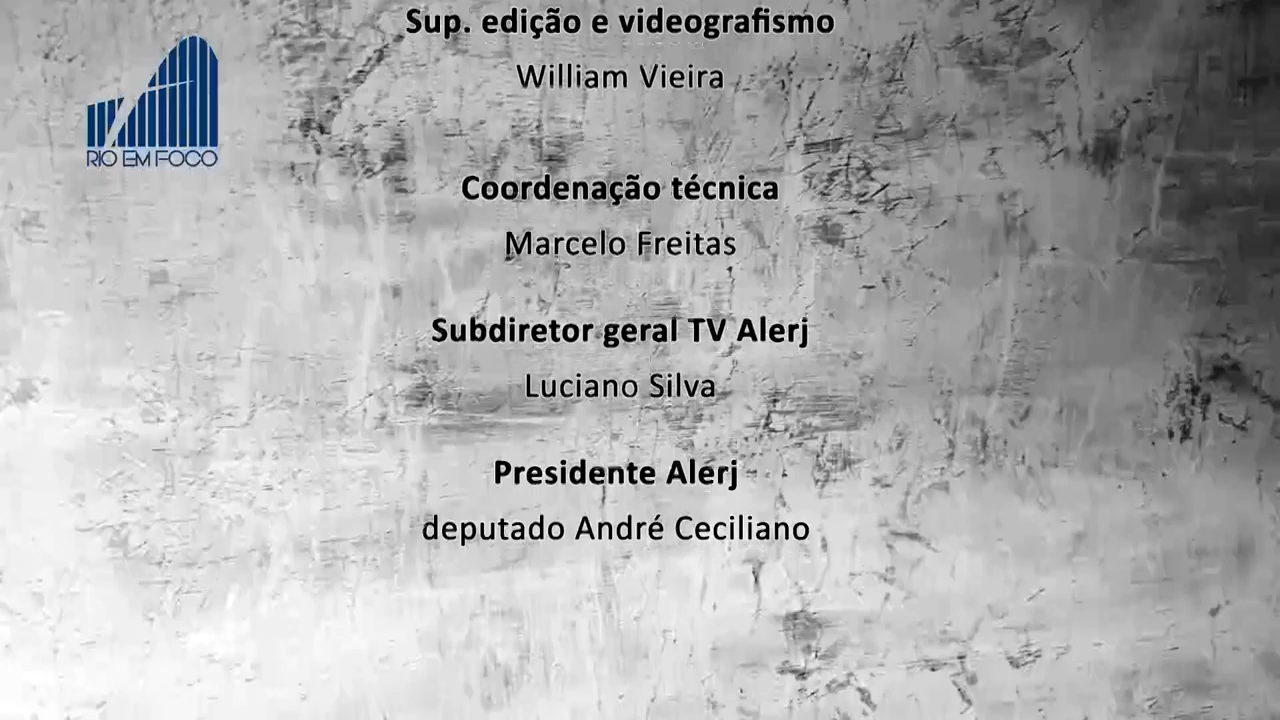 Sup. edição e videografismo
William Vieira
RIO EM FOCO
Coordenação técnica
Marcelo Freitas
Subdiretor geral TV Alerj
Luciano Silva
Presidente Alerj
deputado André Ceciliano